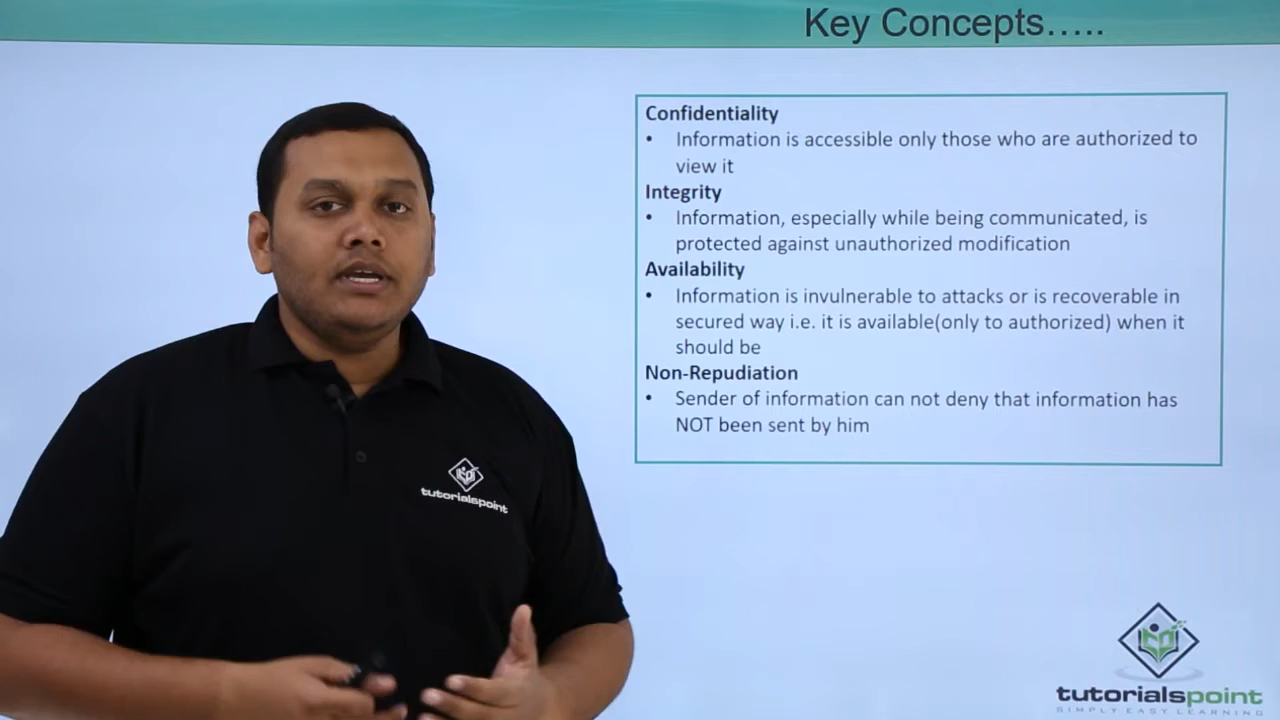 Key Concepts.....
Confidentiality
• Information is accessible only those who are authorized to
view it
Integrity
• Information, especially while being communicated, is
protected against unauthorized modification
Availability
• Information is invulnerable to attacks or is recoverable in
secured way i.e. it is available(only to authorized) when it
should be
Non-Repudiation
• Sender of information can not deny that information has
NOT been sent by him
tutorialspoint
tutorialspoint
SIMPLY EASY LEARNING